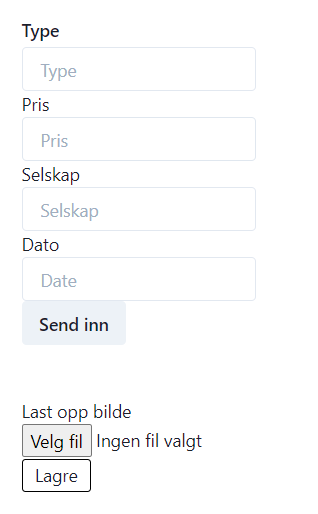 Type
Type
Pris
Pris
Selskap
Selskap
Dato
Date
Send inn
Last opp bilde
Velg fil Ingen fil valgt
Lagre